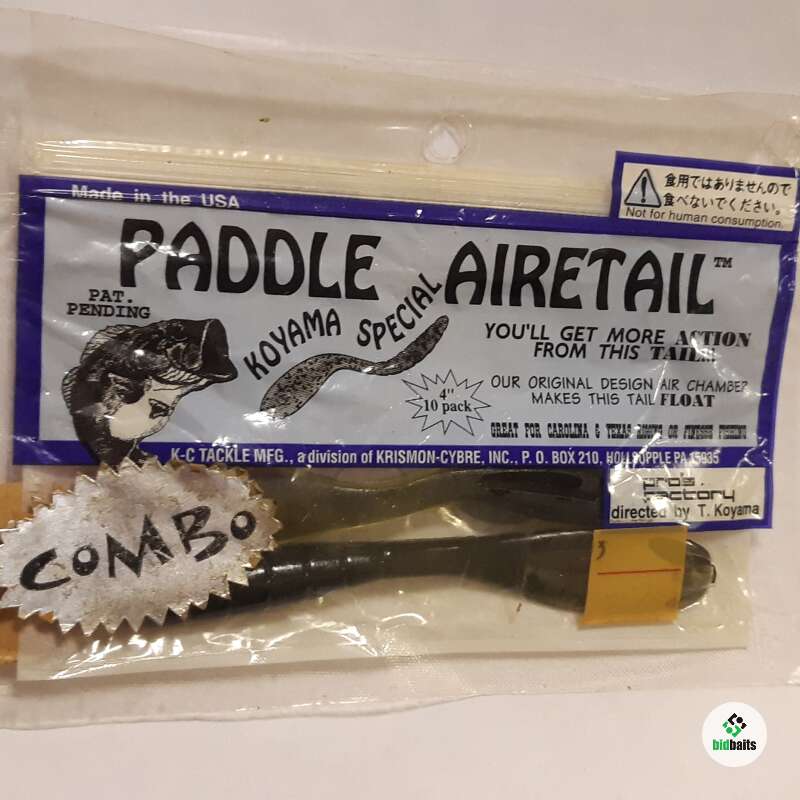 Made in the USA
食用ではありませんので
食べないでください。
Not for human consumption.
PADDLE AIRETAIL™
PAT.
PENDING
KOYAMA SPECIAL
YOU'LL GET MORE ACTION
FROM THIS TAIL!!!
4"
10 pack
OUR ORIGINAL DESIGN AIR CHAMBER
MAKES THIS TAIL FLOAT
GREAT FOR CAROLINA & TEXAS RIGGING OR FINESSE FISHING
K-C TACKLE MFG., a division of KRISMON-CYBRE, INC., P. O. BOX 210, HOLLSOPPLE PA 15935
pro's.
Factory
directed by T. Koyama
COMBO
bidbaits